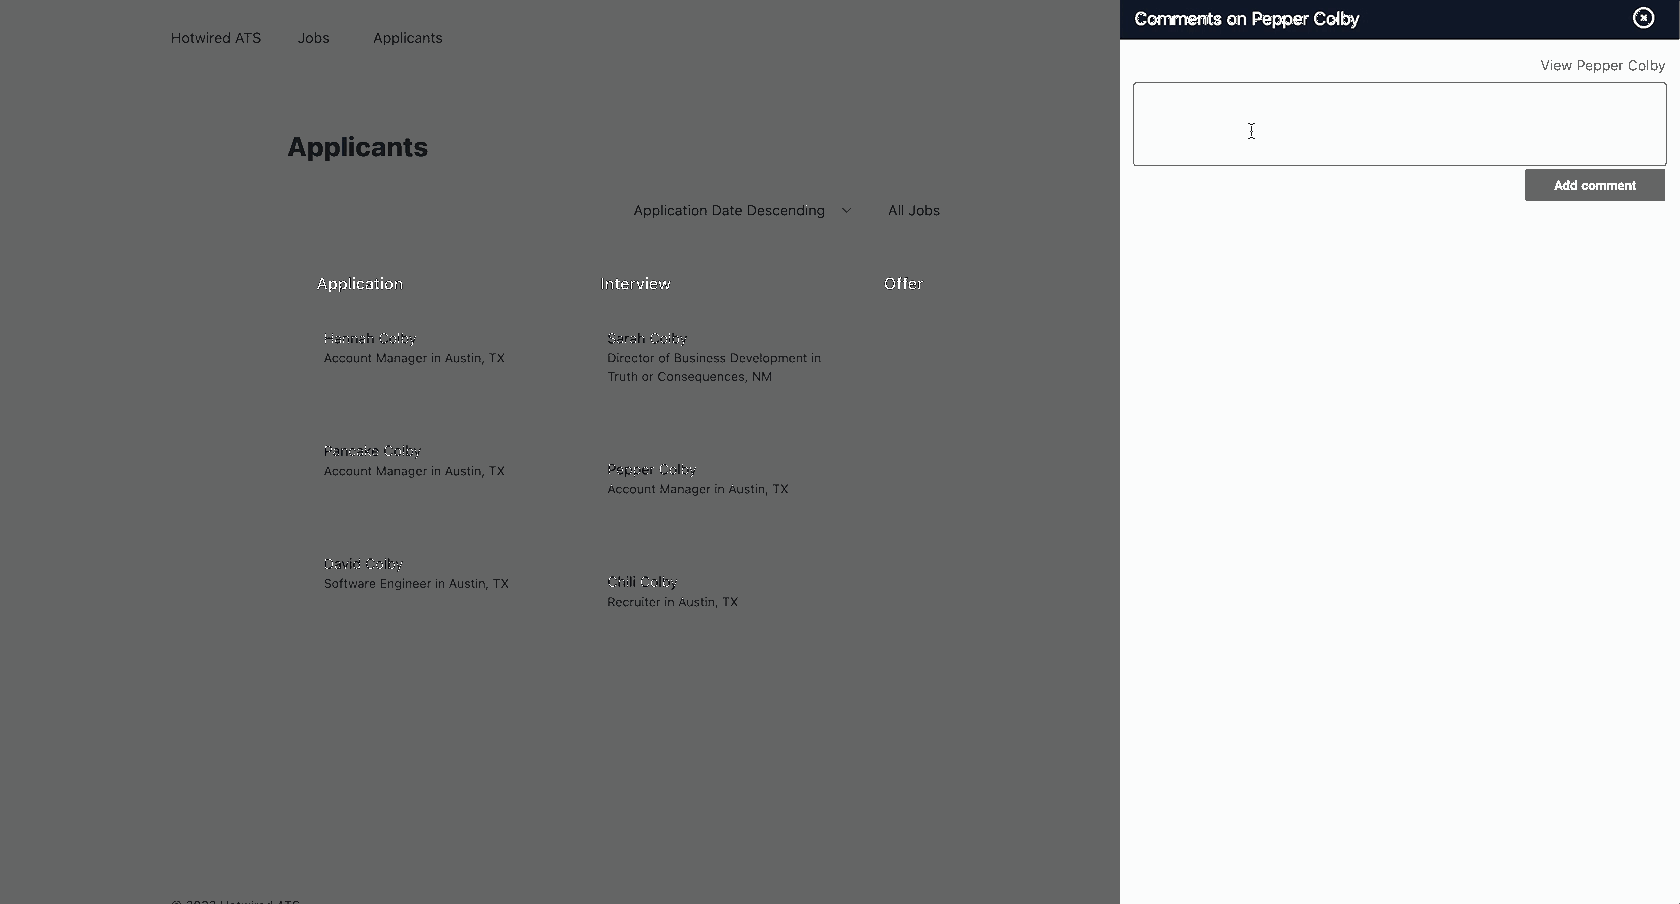 Hotwired ATS Jobs Applicants
Applicants
Application Date Descending All Jobs
Application Interview Offer
Hannah Colby
Account Manager in Austin, TX
Pancake Colby
Account Manager in Austin, TX
David Colby
Software Engineer in Austin, TX
Sarah Colby
Director of Business Development in
Truth or Consequences, NM
Pepper Colby
Account Manager in Austin, TX
Chili Colby
Recruiter in Austin, TX
Hotwired ATS
Comments on Pepper Colby
View Pepper Colby
Add comment